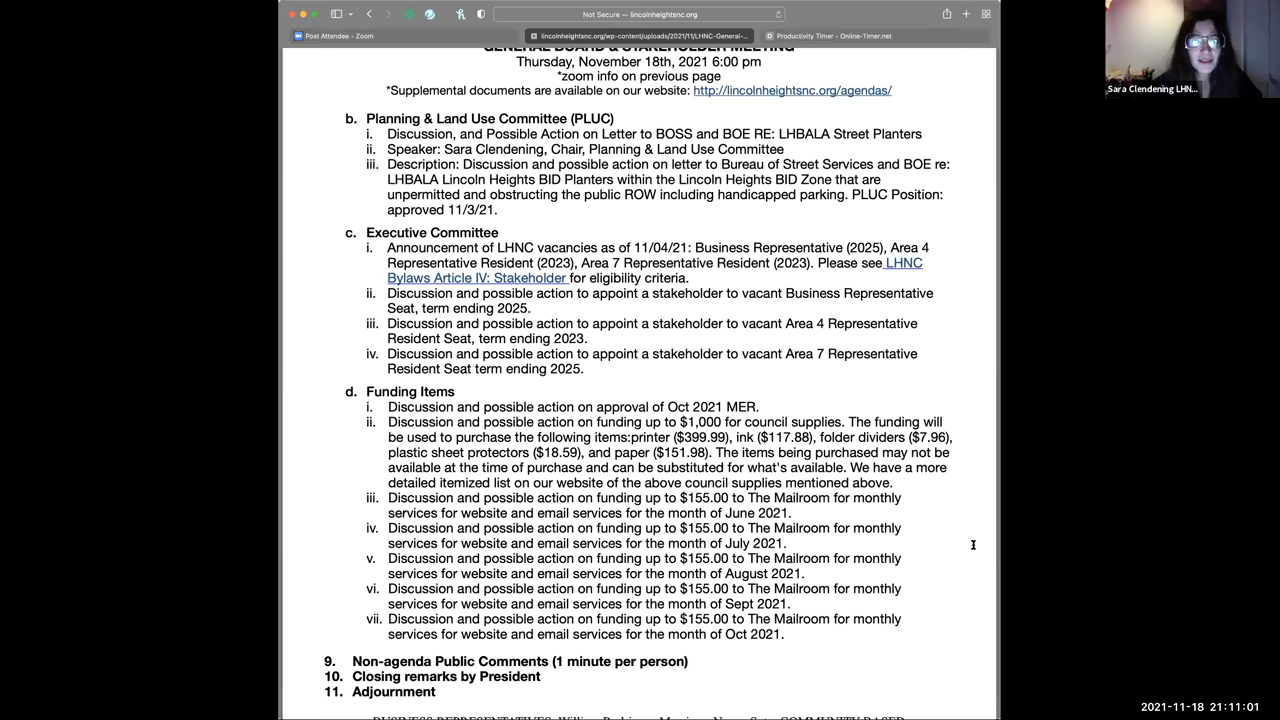 Not Secure — lincolnheightsnc.org
Post Attendee - Zoom
lincolnheightsnc.org/wp-content/uploads/2021/11/LHNC-General-...
Productivity Timer - Online-Timer.net
Sara Clendening LHN...
GENERAL BOARD & STAKEHOLDER MEETING
Thursday, November 18th, 2021 6:00 pm
*zoom info on previous page
*Supplemental documents are available on our website: http://lincolnheightsnc.org/agendas/
b. Planning & Land Use Committee (PLUC)
i. Discussion, and Possible Action on Letter to BOSS and BOE RE: LHBALA Street Planters
ii. Speaker: Sara Clendening, Chair, Planning & Land Use Committee
iii. Description: Discussion and possible action on letter to Bureau of Street Services and BOE re:
LHBALA Lincoln Heights BID Planters within the Lincoln Heights BID Zone that are
unpermitted and obstructing the public ROW including handicapped parking. PLUC Position:
approved 11/3/21.
c. Executive Committee
i. Announcement of LHNC vacancies as of 11/04/21: Business Representative (2025), Area 4
Representative Resident (2023), Area 7 Representative Resident (2023). Please see LHNC
Bylaws Article IV: Stakeholder for eligibility criteria.
ii. Discussion and possible action to appoint a stakeholder to vacant Business Representative
Seat, term ending 2025.
iii. Discussion and possible action to appoint a stakeholder to vacant Area 4 Representative
Resident Seat, term ending 2023.
iv. Discussion and possible action to appoint a stakeholder to vacant Area 7 Representative
Resident Seat term ending 2025.
d. Funding Items
i. Discussion and possible action on approval of Oct 2021 MER.
ii. Discussion and possible action on funding up to $1,000 for council supplies. The funding will
be used to purchase the following items:printer ($399.99), ink ($117.88), folder dividers ($7.96),
plastic sheet protectors ($18.59), and paper ($151.98). The items being purchased may not be
available at the time of purchase and can be substituted for what's available. We have a more
detailed itemized list on our website of the above council supplies mentioned above.
iii. Discussion and possible action on funding up to $155.00 to The Mailroom for monthly
services for website and email services for the month of June 2021.
iv. Discussion and possible action on funding up to $155.00 to The Mailroom for monthly
services for website and email services for the month of July 2021.
v. Discussion and possible action on funding up to $155.00 to The Mailroom for monthly
services for website and email services for the month of August 2021.
vi. Discussion and possible action on funding up to $155.00 to The Mailroom for monthly
services for website and email services for the month of Sept 2021.
vii. Discussion and possible action on funding up to $155.00 to The Mailroom for monthly
services for website and email services for the month of Oct 2021.
9. Non-agenda Public Comments (1 minute per person)
10. Closing remarks by President
11. Adjournment
2021-11-18 21:11:01